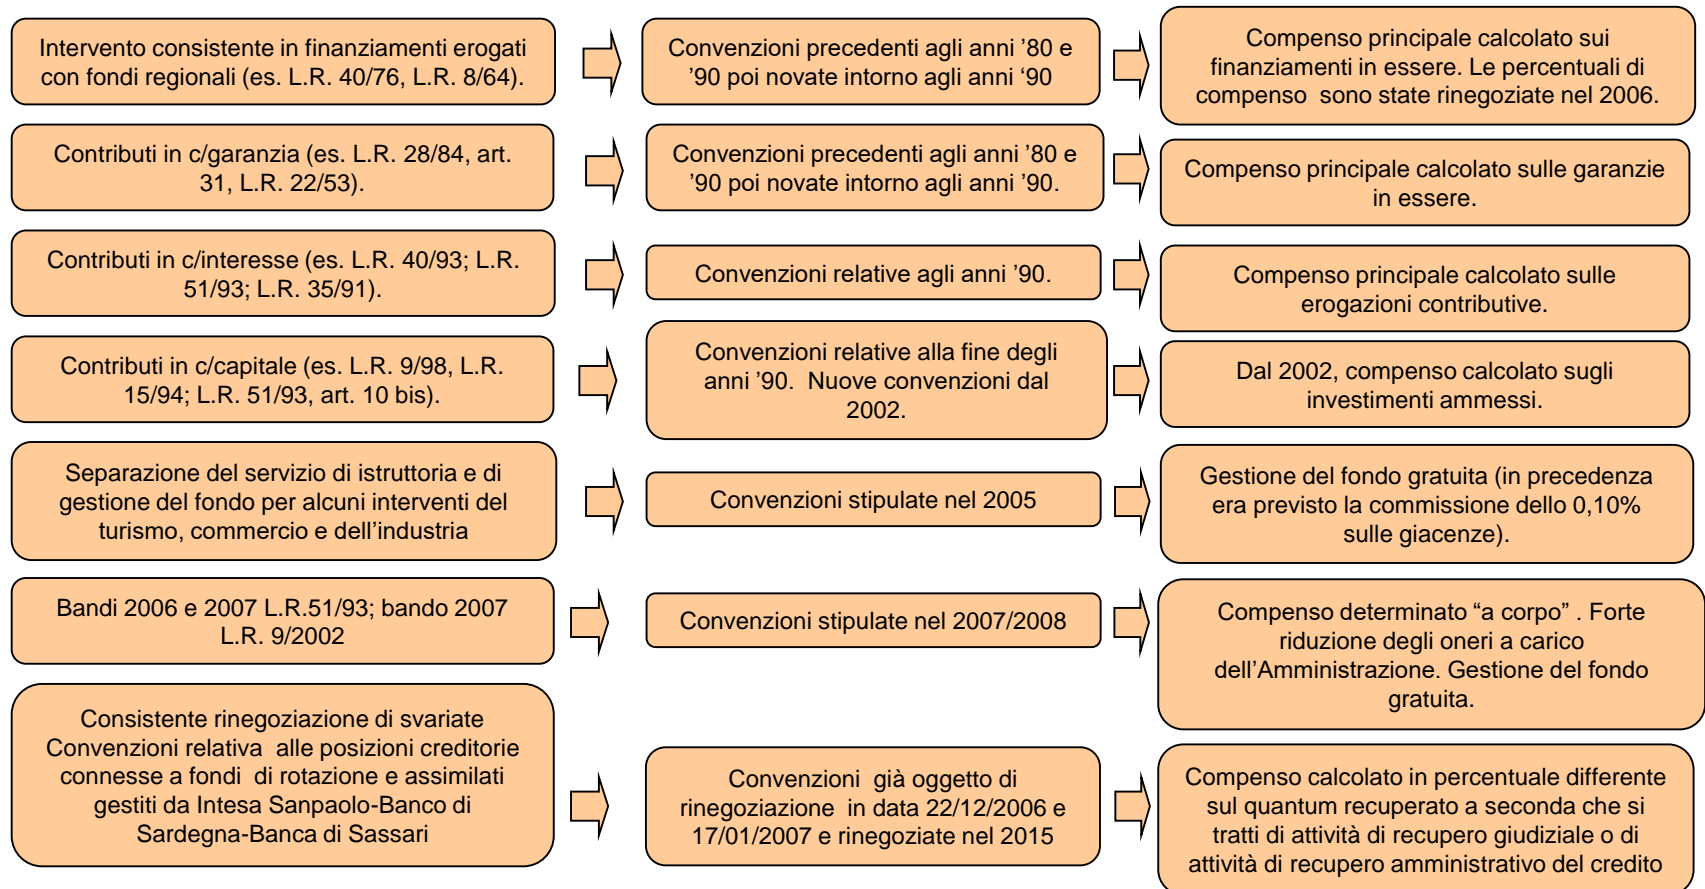 Intervento consistente in finanziamenti erogati
con fondi regionali (es. L.R. 40/76, L.R. 8/64).
Convenzioni precedenti agli anni '80 e
'90 poi novate intorno agli anni ‘90
Compenso principale calcolato sui
finanziamenti in essere. Le percentuali di
compenso sono state rinegoziate nel 2006.
Contributi in c/garanzia (es. L.R. 28/84, art.
31, L.R. 22/53).
Convenzioni precedenti agli anni '80 e
'90 poi novate intorno agli anni '90.
Compenso principale calcolato sulle garanzie
in essere.
Contributi in c/interesse (es. L.R. 40/93; L.R.
51/93; L.R. 35/91).
Convenzioni relative agli anni '90.
Compenso principale calcolato sulle
erogazioni contributive.
Contributi in c/capitale (es. L.R. 9/98, L.R.
15/94; L.R. 51/93, art. 10 bis).
Convenzioni relative alla fine degli
anni '90. Nuove convenzioni dal
2002.
Dal 2002, compenso calcolato sugli
investimenti ammessi.
Separazione del servizio di istruttoria e di
gestione del fondo per alcuni interventi del
turismo, commercio e dell'industria
Convenzioni stipulate nel 2005
Gestione del fondo gratuita (in precedenza
era previsto la commissione dello 0,10%
sulle giacenze).
Bandi 2006 e 2007 L.R.51/93; bando 2007
L.R. 9/2002
Convenzioni stipulate nel 2007/2008
Compenso determinato “a corpo” . Forte
riduzione degli oneri a carico
dell'Amministrazione. Gestione del fondo
gratuita.
Consistente rinegoziazione di svariate
Convenzioni relativa alle posizioni creditorie
connesse a fondi di rotazione e assimilati
gestiti da Intesa Sanpaolo-Banco di
Sardegna-Banca di Sassari
Convenzioni già oggetto di
rinegoziazione in data 22/12/2006 e
17/01/2007 e rinegoziate nel 2015
Compenso calcolato in percentuale differente
sul quantum recuperato a seconda che si
tratti di attività di recupero giudiziale o di
attività di recupero amministrativo del credito